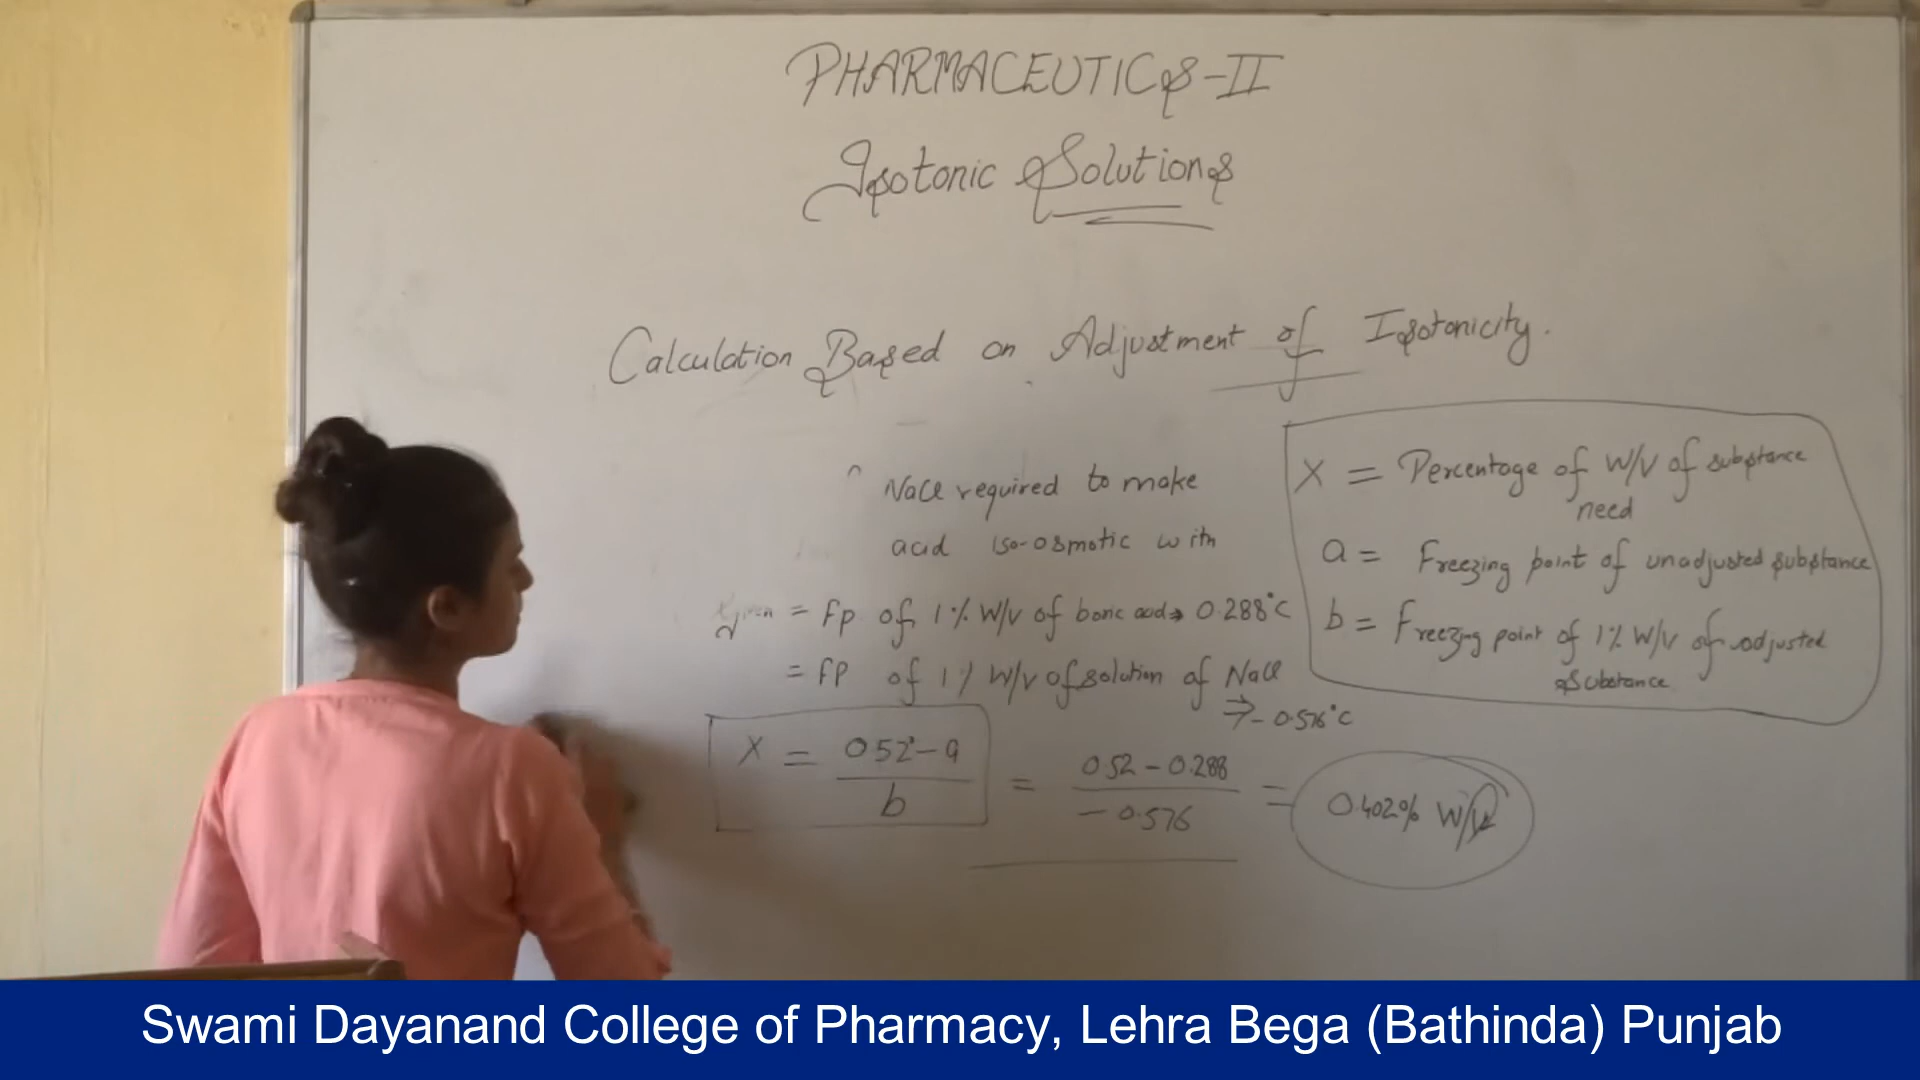 PHARMACEUTICS-II
Isotonic Solutions
Calculation Based on Adjustment of Isotonicity.
NaCl required to make
acid iso-osmotic with
= Fp of 1% W/V of boric acid → 0.288°C
= FP of 1% W/V of solution of NaCl
⇒ - 0.576°C
X = 0.52° - a / b = 0.52 - 0.288 / - 0.576 = 0.402% W/V
X = Percentage of W/V of substance
need
a = Freezing point of unadjusted substance
b = Freezing point of 1% W/V of adjusted
substance
Swami Dayanand College of Pharmacy, Lehra Bega (Bathinda) Punjab